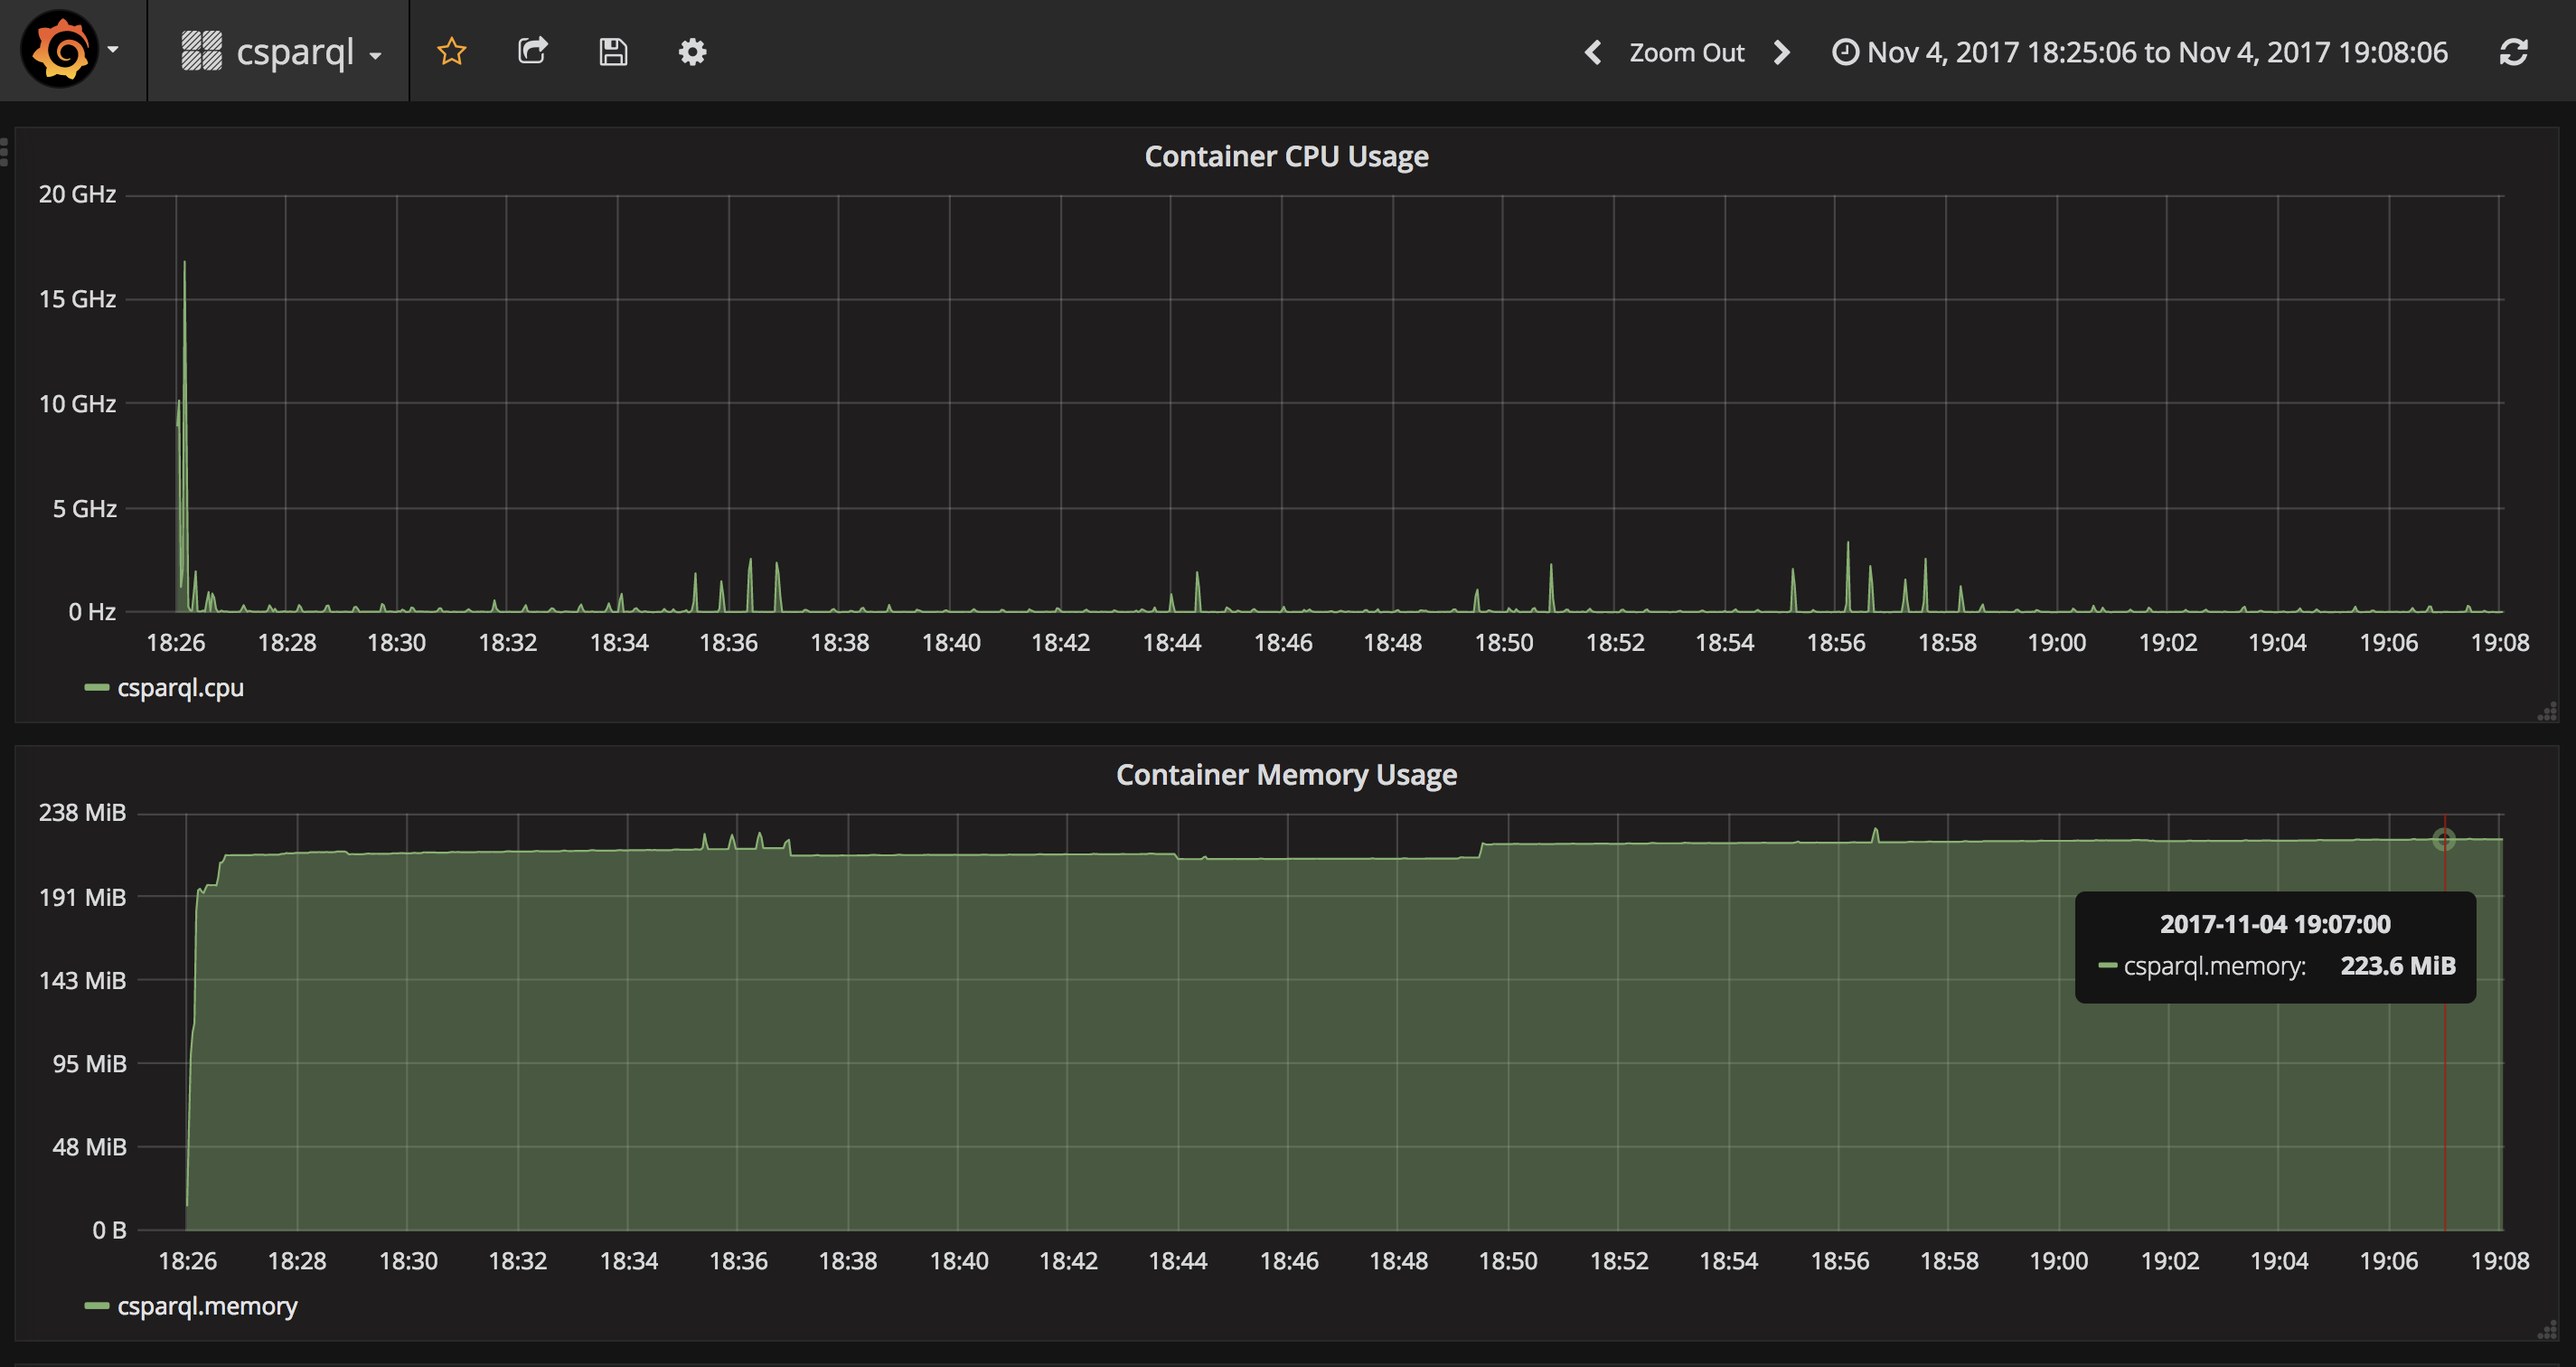 csparql
Zoom Out
Nov 4, 2017 18:25:06 to Nov 4, 2017 19:08:06
Container CPU Usage
20 GHz
15 GHz
10 GHz
5 GHz
0 Hz
18:26 18:28 18:30 18:32 18:34 18:36 18:38 18:40 18:42 18:44 18:46 18:48 18:50 18:52 18:54 18:56 18:58 19:00 19:02 19:04 19:06 19:08
csparql.cpu
Container Memory Usage
238 MiB
191 MiB
143 MiB
95 MiB
48 MiB
0 B
2017-11-04 19:07:00
csparql.memory: 223.6 MiB
18:26 18:28 18:30 18:32 18:34 18:36 18:38 18:40 18:42 18:44 18:46 18:48 18:50 18:52 18:54 18:56 18:58 19:00 19:02 19:04 19:06 19:08
csparql.memory